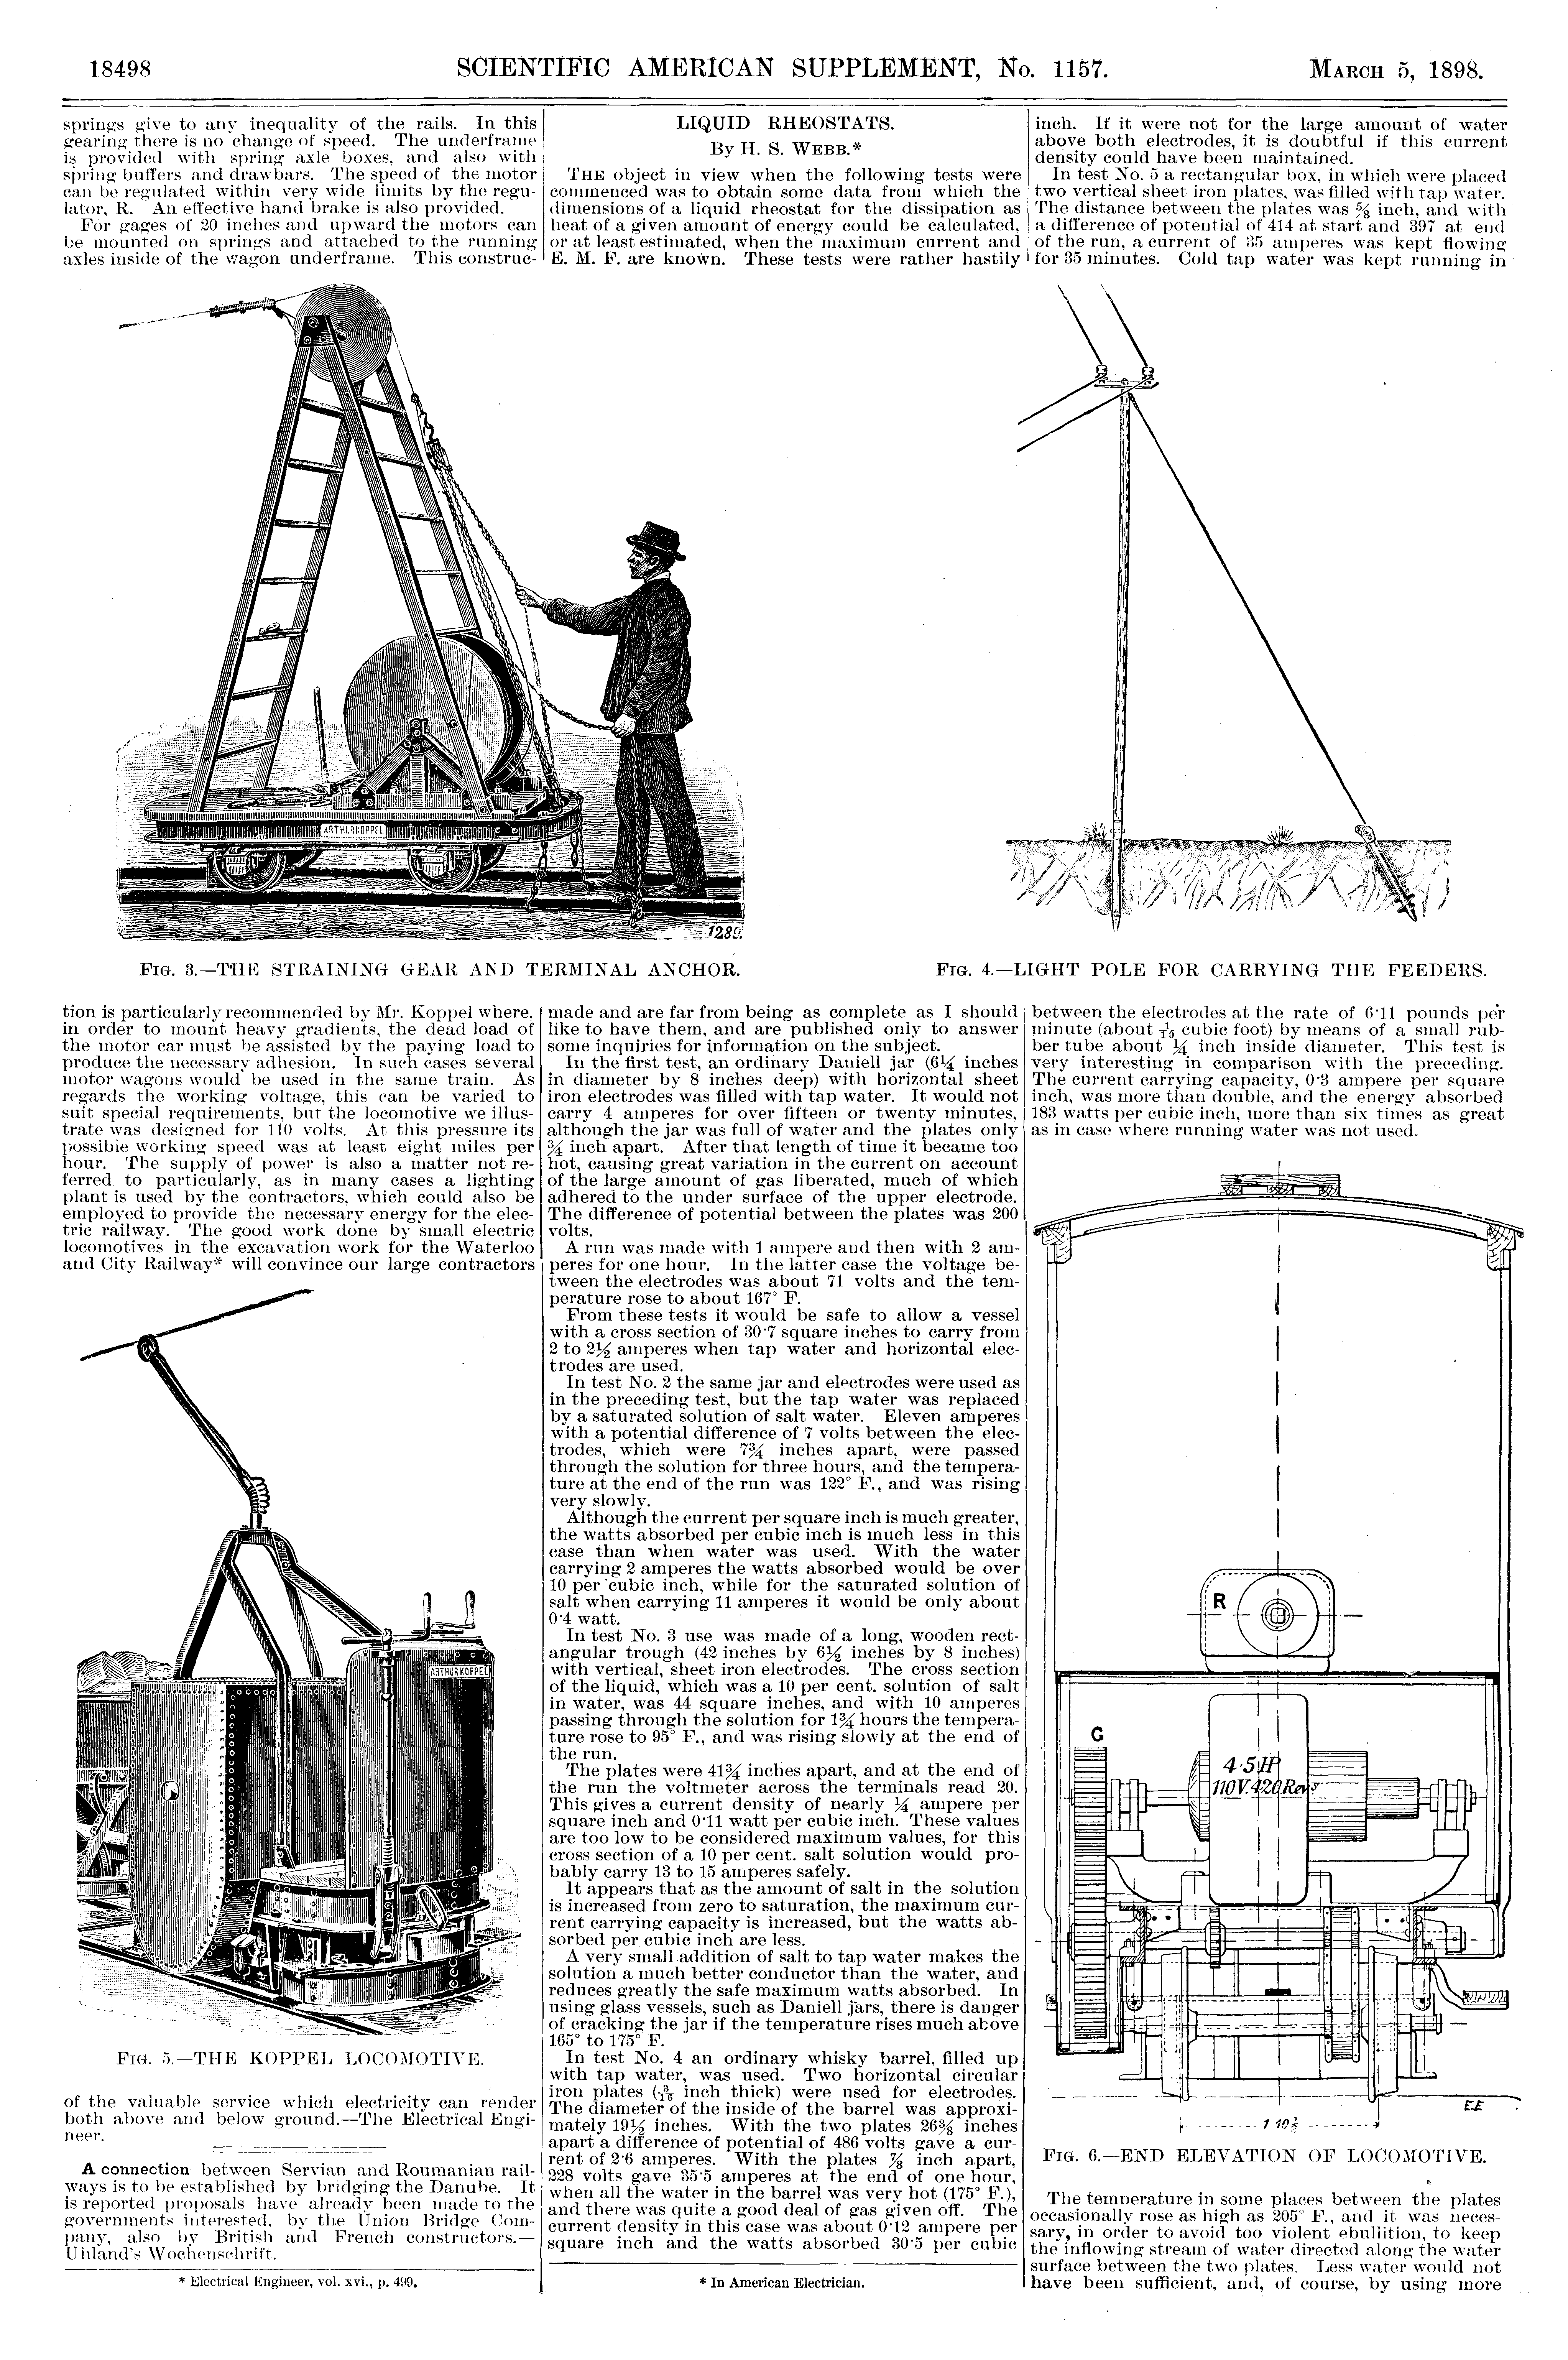 18498
SCIENTIFIC AMERICAN SUPPLEMENT, No. 1157.
MARCH 5, 1898.
springs give to any inequality of the rails. In this
gearing there is no change of speed. The underframe
is provided with spring axle boxes, and also with
spring buffers and drawbars. The speed of the motor
can be regulated within very wide limits by the regu-
lator, R. An effective hand brake is also provided.
For gages of 20 inches and upward the motors can
be mounted on springs and attached to the running
axles inside of the wagon underframe. This construc-
ARTHUR KOPPEL
128
FIG. 3.—THE STRAINING GEAR AND TERMINAL ANCHOR.
FIG. 4.—LIGHT POLE FOR CARRYING THE FEEDERS.
tion is particularly recommended by Mr. Koppel where,
in order to mount heavy gradients, the dead load of
the motor car must be assisted by the paying load to
produce the necessary adhesion. In such cases several
motor wagons would be used in the same train. As
regards the working voltage, this can be varied to
suit special requirements, but the locomotive we illus-
trate was designed for 110 volts. At this pressure its
possible working speed was at least eight miles per
hour. The supply of power is also a matter not re-
ferred to particularly, as in many cases a lighting
plant is used by the contractors, which could also be
employed to provide the necessary energy for the elec-
tric railway. The good work done by small electric
locomotives in the excavation work for the Waterloo
and City Railway* will convince our large contractors
ARTHUR KOPPEL
FIG. 5.—THE KOPPEL LOCOMOTIVE.
of the valuable service which electricity can render
both above and below ground.—The Electrical Engi-
neer.
A connection between Servian and Roumanian rail-
ways is to be established by bridging the Danube. It
is reported proposals have already been made to the
governments interested, by the Union Bridge Com-
pany, also by British and French constructors.—
Uhland's Wochenschrift.
* Electrical Engineer, vol. xvi., p. 499.
LIQUID RHEOSTATS.
By H. S. WEBB.*
THE object in view when the following tests were
commenced was to obtain some data from which the
dimensions of a liquid rheostat for the dissipation as
heat of a given amount of energy could be calculated,
or at least estimated, when the maximum current and
E. M. F. are known. These tests were rather hastily
made and are far from being as complete as I should
like to have them, and are published only to answer
some inquiries for information on the subject.
In the first test, an ordinary Daniell jar (6¼ inches
in diameter by 8 inches deep) with horizontal sheet
iron electrodes was filled with tap water. It would not
carry 4 amperes for over fifteen or twenty minutes,
although the jar was full of water and the plates only
¾ inch apart. After that length of time it became too
hot, causing great variation in the current on account
of the large amount of gas liberated, much of which
adhered to the under surface of the upper electrode.
The difference of potential between the plates was 200
volts.
A run was made with 1 ampere and then with 2 am-
peres for one hour. In the latter case the voltage be-
tween the electrodes was about 71 volts and the tem-
perature rose to about 167° F.
From these tests it would be safe to allow a vessel
with a cross section of 30·7 square inches to carry from
2 to 2½ amperes when tap water and horizontal elec-
trodes are used.
In test No. 2 the same jar and electrodes were used as
in the preceding test, but the tap water was replaced
by a saturated solution of salt water. Eleven amperes
with a potential difference of 7 volts between the elec-
trodes, which were 7¾ inches apart, were passed
through the solution for three hours, and the tempera-
ture at the end of the run was 122° F., and was rising
very slowly.
Although the current per square inch is much greater,
the watts absorbed per cubic inch is much less in this
case than when water was used. With the water
carrying 2 amperes the watts absorbed would be over
10 per cubic inch, while for the saturated solution of
salt when carrying 11 amperes it would be only about
0·4 watt.
In test No. 3 use was made of a long, wooden rect-
angular trough (42 inches by 6½ inches by 8 inches)
with vertical, sheet iron electrodes. The cross section
of the liquid, which was a 10 per cent. solution of salt
in water, was 44 square inches, and with 10 amperes
passing through the solution for 1¾ hours the tempera-
ture rose to 95° F., and was rising slowly at the end of
the run.
The plates were 41¾ inches apart, and at the end of
the run the voltmeter across the terminals read 20.
This gives a current density of nearly ¼ ampere per
square inch and 0·11 watt per cubic inch. These values
are too low to be considered maximum values, for this
cross section of a 10 per cent. salt solution would pro-
bably carry 13 to 15 amperes safely.
It appears that as the amount of salt in the solution
is increased from zero to saturation, the maximum cur-
rent carrying capacity is increased, but the watts ab-
sorbed per cubic inch are less.
A very small addition of salt to tap water makes the
solution a much better conductor than the water, and
reduces greatly the safe maximum watts absorbed. In
using glass vessels, such as Daniell jars, there is danger
of cracking the jar if the temperature rises much above
165° to 175° F.
In test No. 4 an ordinary whisky barrel, filled up
with tap water, was used. Two horizontal circular
iron plates (3/16 inch thick) were used for electrodes.
The diameter of the inside of the barrel was approxi-
mately 19½ inches. With the two plates 26⅜ inches
apart a difference of potential of 486 volts gave a cur-
rent of 2·6 amperes. With the plates ⅞ inch apart,
228 volts gave 35·5 amperes at the end of one hour,
when all the water in the barrel was very hot (175° F.),
and there was quite a good deal of gas given off. The
current density in this case was about 0·12 ampere per
square inch and the watts absorbed 30·5 per cubic
* In American Electrician.
inch. If it were not for the large amount of water
above both electrodes, it is doubtful if this current
density could have been maintained.
In test No. 5 a rectangular box, in which were placed
two vertical sheet iron plates, was filled with tap water.
The distance between the plates was ⅝ inch, and with
a difference of potential of 414 at start and 397 at end
of the run, a current of 35 amperes was kept flowing
for 35 minutes. Cold tap water was kept running in
between the electrodes at the rate of 6·11 pounds per
minute (about 1/10 cubic foot) by means of a small rub-
ber tube about ¼ inch inside diameter. This test is
very interesting in comparison with the preceding.
The current carrying capacity, 0·3 ampere per square
inch, was more than double, and the energy absorbed
183 watts per cubic inch, more than six times as great
as in case where running water was not used.
R
G
4·5 HP
110 V. 420 Revs
E.E
FIG. 6.—END ELEVATION OF LOCOMOTIVE.
The temperature in some places between the plates
occasionally rose as high as 205° F., and it was neces-
sary, in order to avoid too violent ebullition, to keep
the inflowing stream of water directed along the water
surface between the two plates. Less water would not
have been sufficient, and, of course, by using more